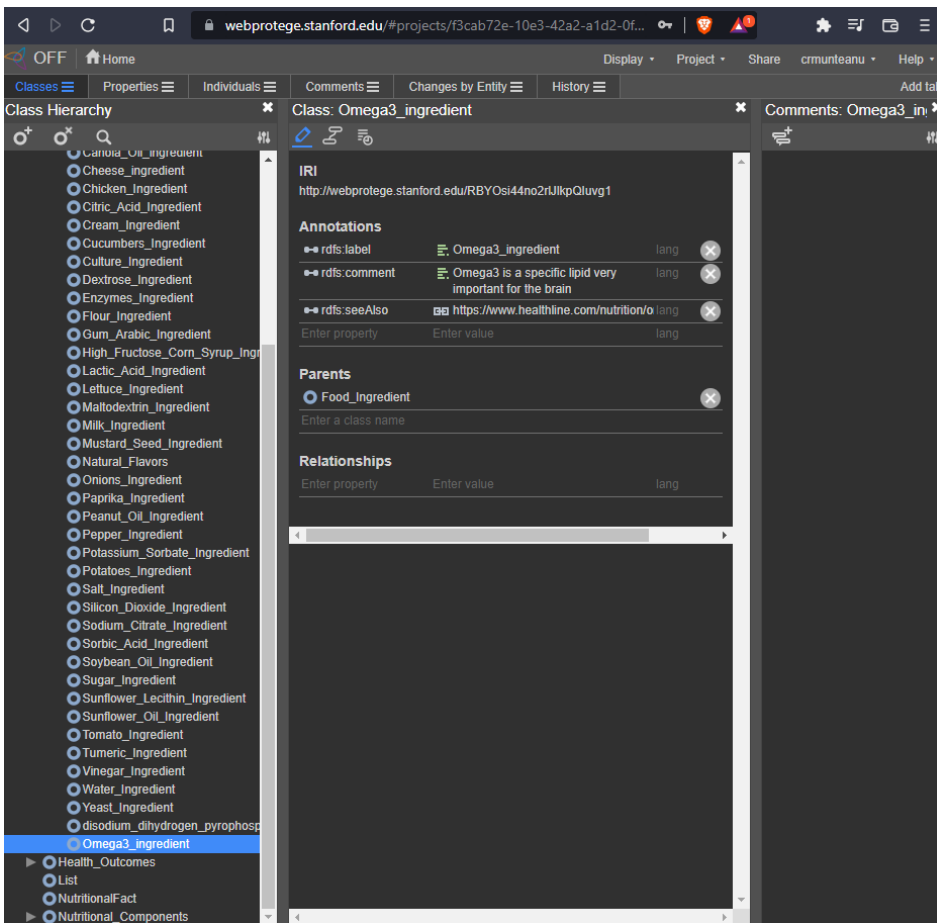 webprotege.stanford.edu/#projects/f3cab72e-10e3-42a2-a1d2-0f...
OFF
Home
Display
Project
Share
crmunteanu
Help
Classes
Properties
Individuals
Comments
Changes by Entity
History
Add tal
Class Hierarchy
Canola_Oil_Ingredient
Cheese_ingredient
Chicken_Ingredient
Citric_Acid_Ingredient
Cream_Ingredient
Cucumbers_Ingredient
Culture_Ingredient
Dextrose_Ingredient
Enzymes_Ingredient
Flour_Ingredient
Gum_Arabic_Ingredient
High_Fructose_Corn_Syrup_Ingr
Lactic_Acid_Ingredient
Lettuce_Ingredient
Maltodextrin_Ingredient
Milk_Ingredient
Mustard_Seed_Ingredient
Natural_Flavors
Onions_Ingredient
Paprika_Ingredient
Peanut_Oil_Ingredient
Pepper_Ingredient
Potassium_Sorbate_Ingredient
Potatoes_Ingredient
Salt_Ingredient
Silicon_Dioxide_Ingredient
Sodium_Citrate_Ingredient
Sorbic_Acid_Ingredient
Soybean_Oil_Ingredient
Sugar_Ingredient
Sunflower_Lecithin_Ingredient
Sunflower_Oil_Ingredient
Tomato_Ingredient
Tumeric_Ingredient
Vinegar_Ingredient
Water_Ingredient
Yeast_Ingredient
disodium_dihydrogen_pyrophosp
Omega3_ingredient
Health_Outcomes
List
NutritionalFact
Nutritional_Components
Class: Omega3_ingredient
IRI
http://webprotege.stanford.edu/RBYOsi44no2rIJlkpQluvg1
Annotations
rdfs:label Omega3_ingredient lang
rdfs:comment Omega3 is a specific lipid very lang
important for the brain
rdfs:seeAlso https://www.healthline.com/nutrition/o lang
Enter property Enter value lang
Parents
Food_Ingredient
Enter a class name
Relationships
Enter property Enter value lang
Comments: Omega3_in